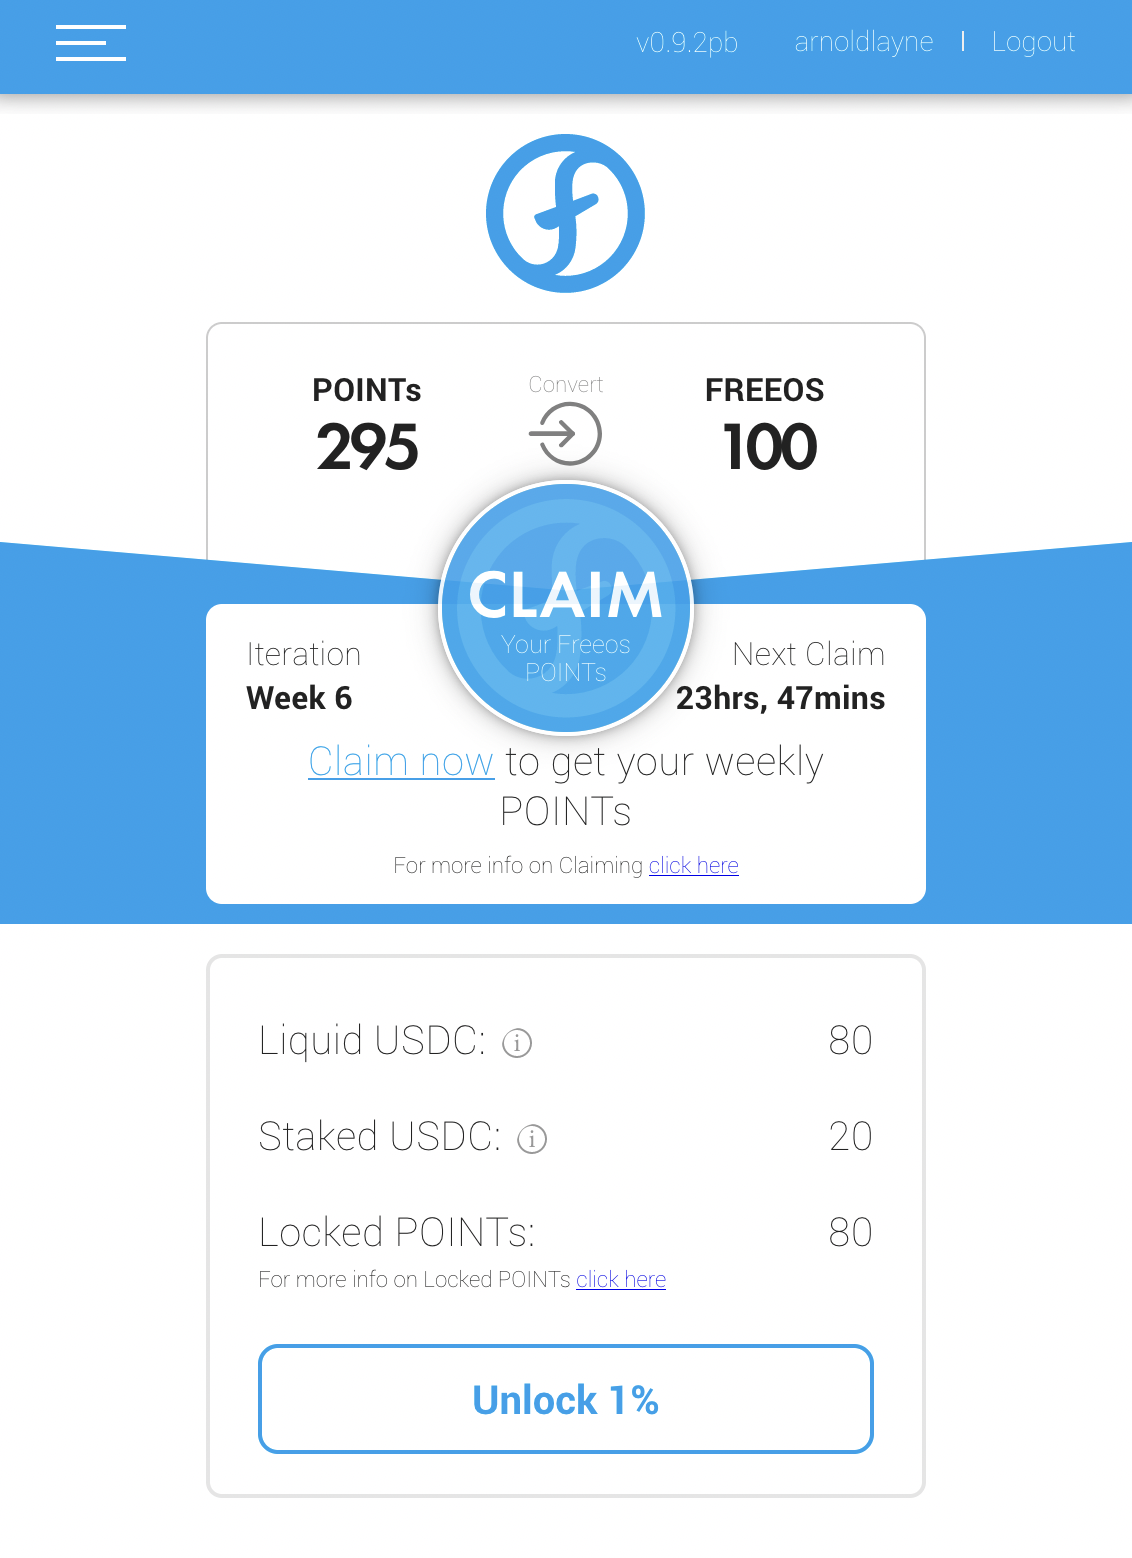 v0.9.2pb arnoldlayne | Logout
POINTs
295
Convert
FREEOS
100
CLAIM
Your Freeos
POINTs
Iteration
Week 6
Next Claim
23hrs, 47mins
Claim now to get your weekly
POINTs
For more info on Claiming click here
Liquid USDC: i 80
Staked USDC: i 20
Locked POINTs: 80
For more info on Locked POINTs click here
Unlock 1%